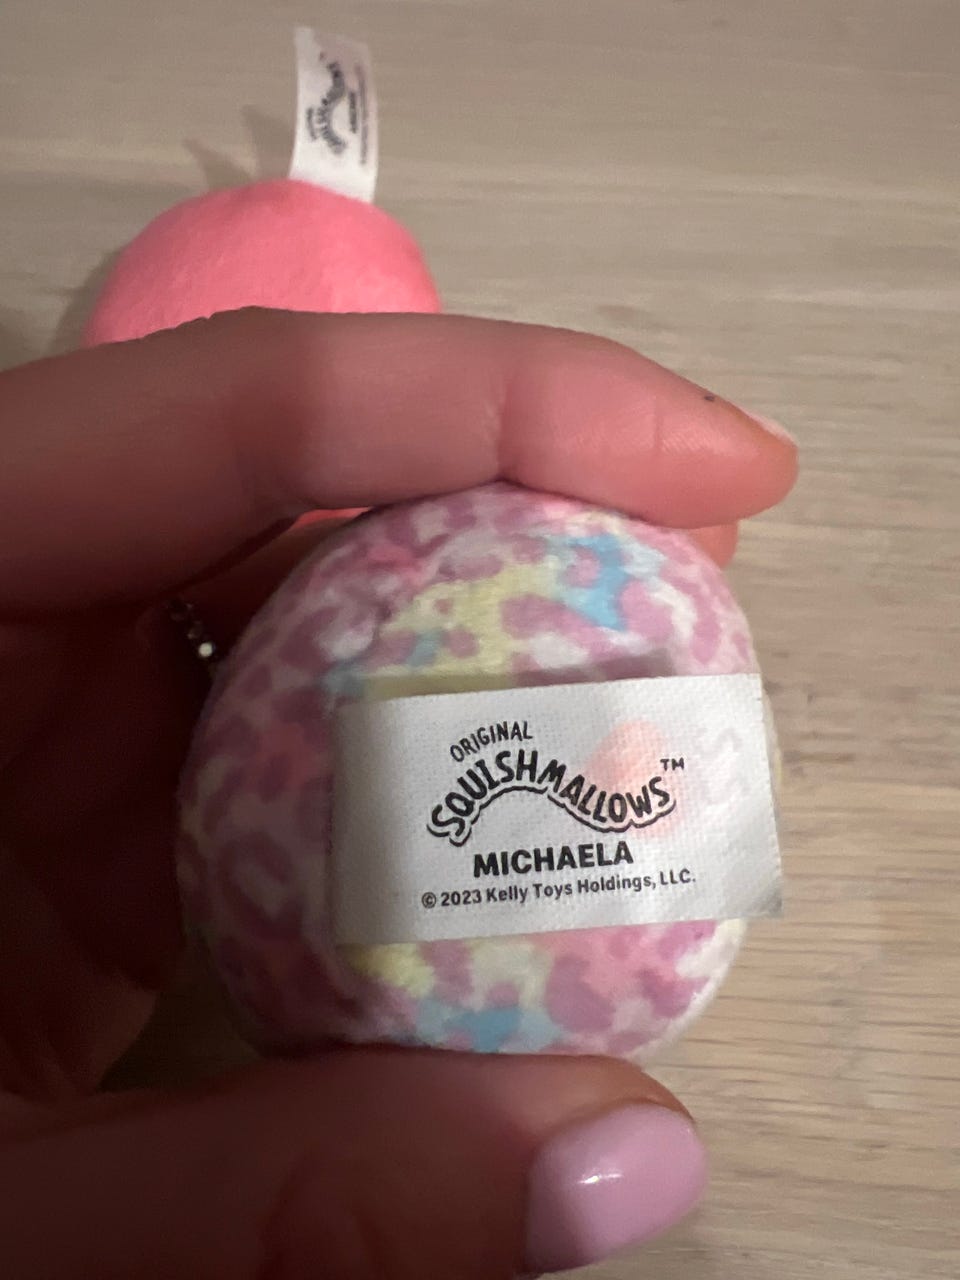 ORIGINAL
SQUISHMALLOWS™
MICHAELA
© 2023 Kelly Toys Holdings, LLC.